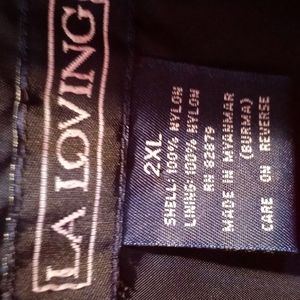 LA LOVING
2XL
SHELL: 100% NYLON
LINING: 100% NYLON
RN 82879
MADE IN MYANMAR
(BURMA)
CARE ON REVERSE